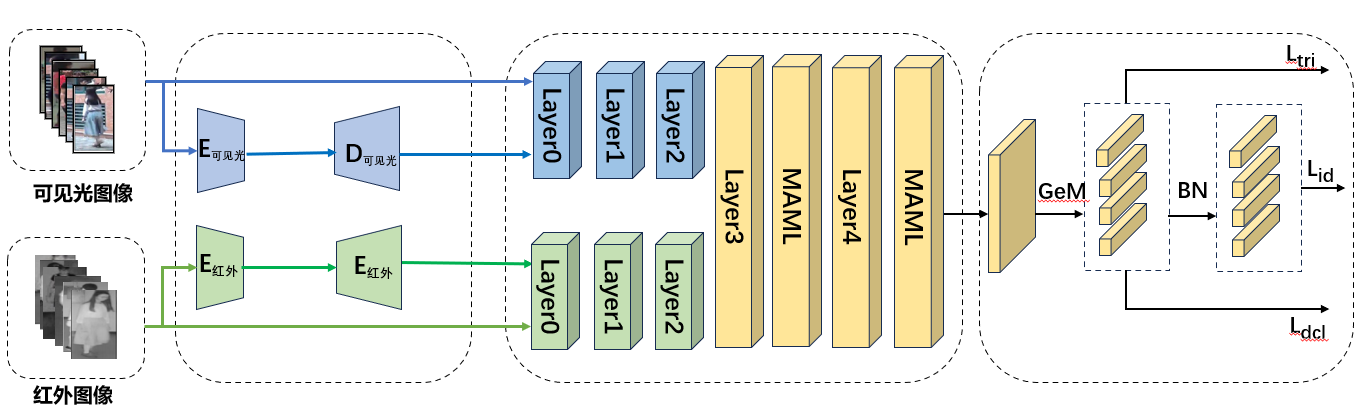 可见光图像
E可见光
D可见光
红外图像
E红外
E红外
Layer0
Layer1
Layer2
Layer0
Layer1
Layer2
Layer3
MAML
Layer4
MAML
GeM
BN
Ltri
Lid
Ldcl